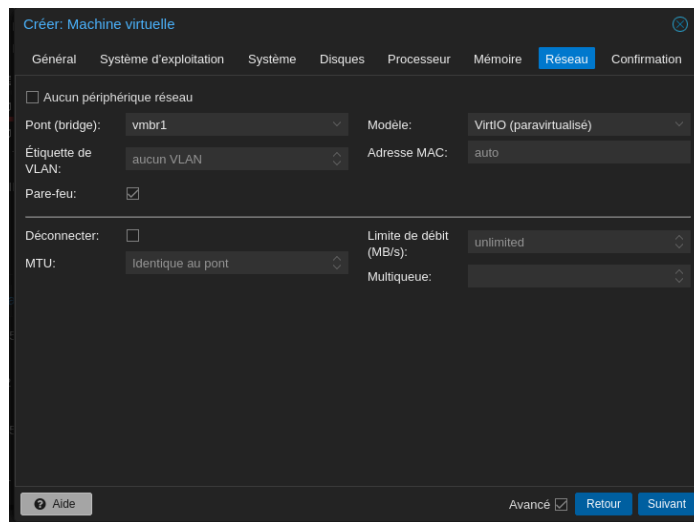 Créer: Machine virtuelle
Général Système d'exploitation Système Disques Processeur Mémoire Réseau Confirmation
Aucun périphérique réseau
Pont (bridge): vmbr1 Modèle: VirtIO (paravirtualisé)
Étiquette de VLAN: aucun VLAN Adresse MAC: auto
Pare-feu:
Déconnecter: Limite de débit (MB/s): unlimited
MTU: Identique au pont
Multiqueue:
Aide Avancé Retour Suivant